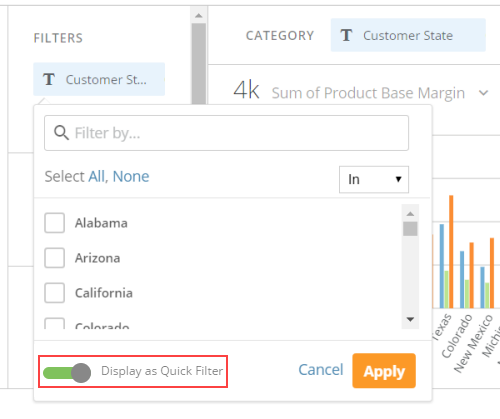 FILTERS
CATEGORY
T Customer State
T Customer St...
4k Sum of Product Base Margin
Filter by...
Select All, None
In
Alabama
Arizona
California
Colorado
Display as Quick Filter
Cancel
Apply
Texas
Colorado
New Mexico